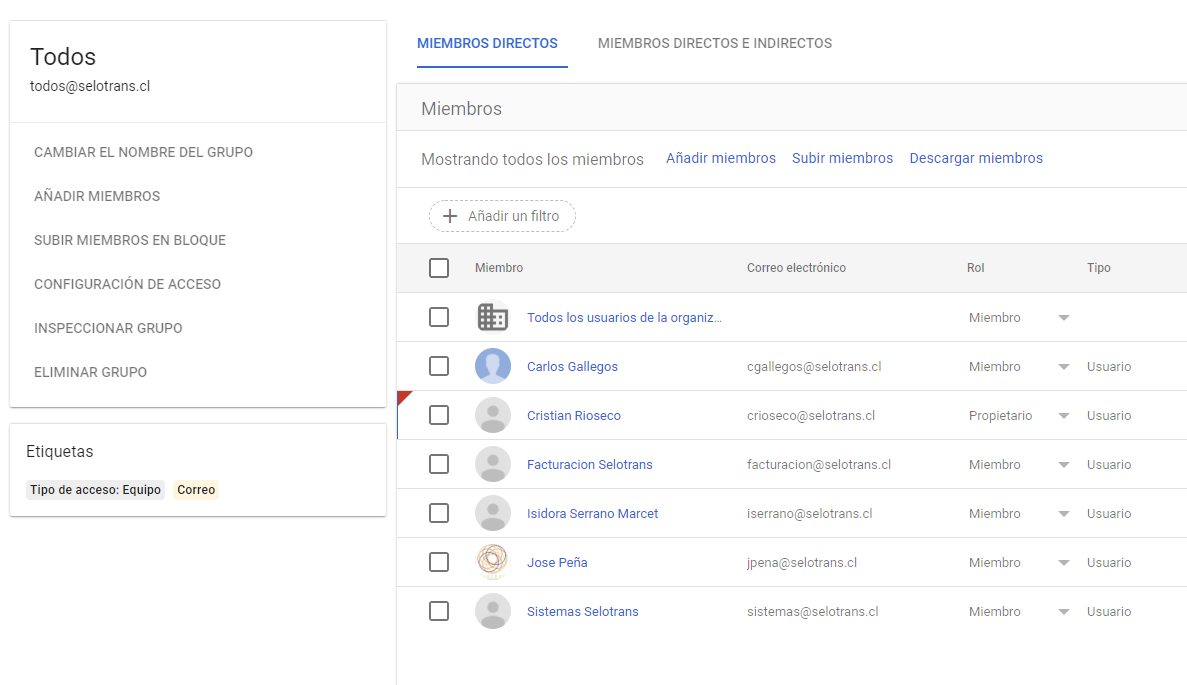 Todos
todos@selotrans.cl
CAMBIAR EL NOMBRE DEL GRUPO
AÑADIR MIEMBROS
SUBIR MIEMBROS EN BLOQUE
CONFIGURACIÓN DE ACCESO
INSPECCIONAR GRUPO
ELIMINAR GRUPO
Etiquetas
Tipo de acceso: Equipo Correo
MIEMBROS DIRECTOS MIEMBROS DIRECTOS E INDIRECTOS
Miembros
Mostrando todos los miembros Añadir miembros Subir miembros Descargar miembros
Añadir un filtro
Miembro Correo electrónico Rol Tipo
Todos los usuarios de la organiz... Miembro
Carlos Gallegos cgallegos@selotrans.cl Miembro Usuario
Cristian Rioseco crioseco@selotrans.cl Propietario Usuario
Facturacion Selotrans facturacion@selotrans.cl Miembro Usuario
Isidora Serrano Marcet iserrano@selotrans.cl Miembro Usuario
Jose Peña jpena@selotrans.cl Miembro Usuario
Sistemas Selotrans sistemas@selotrans.cl Miembro Usuario